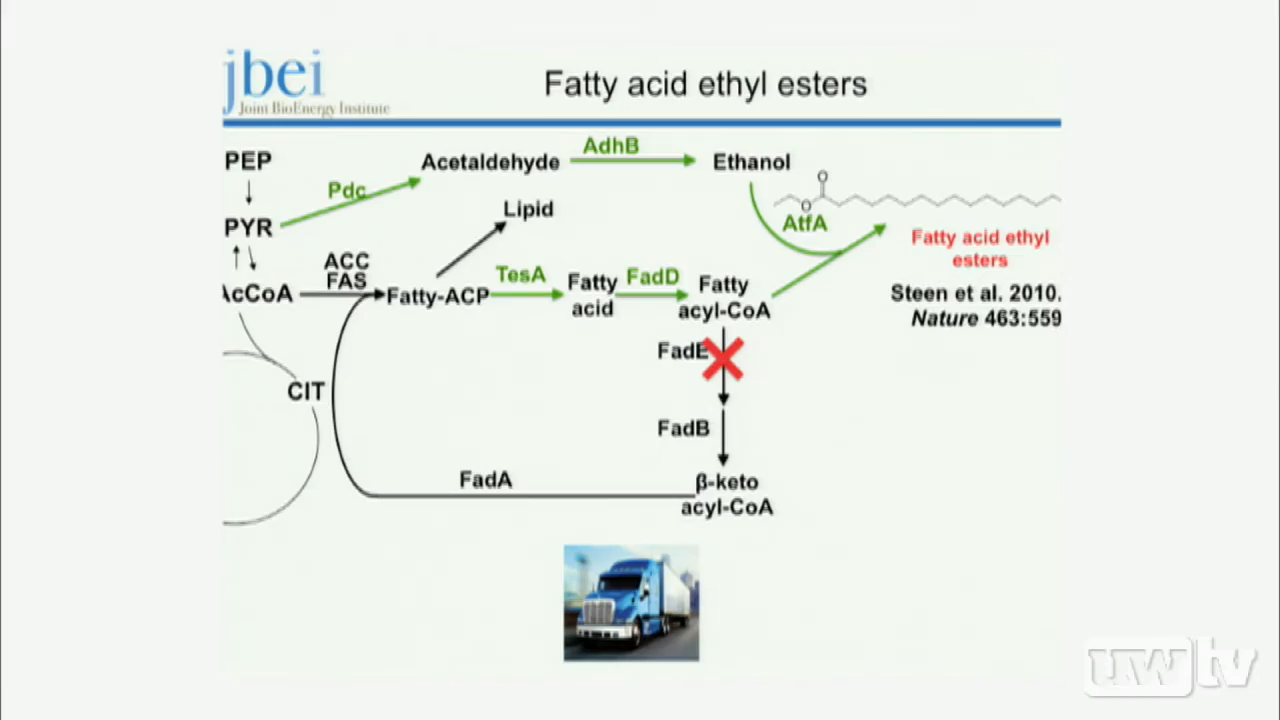 jbei
Joint BioEnergy Institute
Fatty acid ethyl esters
PEP
Acetaldehyde
AdhB
Ethanol
Pdc
PYR
Lipid
O
O
AtfA
Fatty acid ethyl
esters
Steen et al. 2010.
Nature 463:559
ACC
FAS
AcCoA
Fatty-ACP
TesA
Fatty
acid
FadD
Fatty
acyl-CoA
FadE
CIT
FadB
FadA
β-keto
acyl-CoA
uwtv